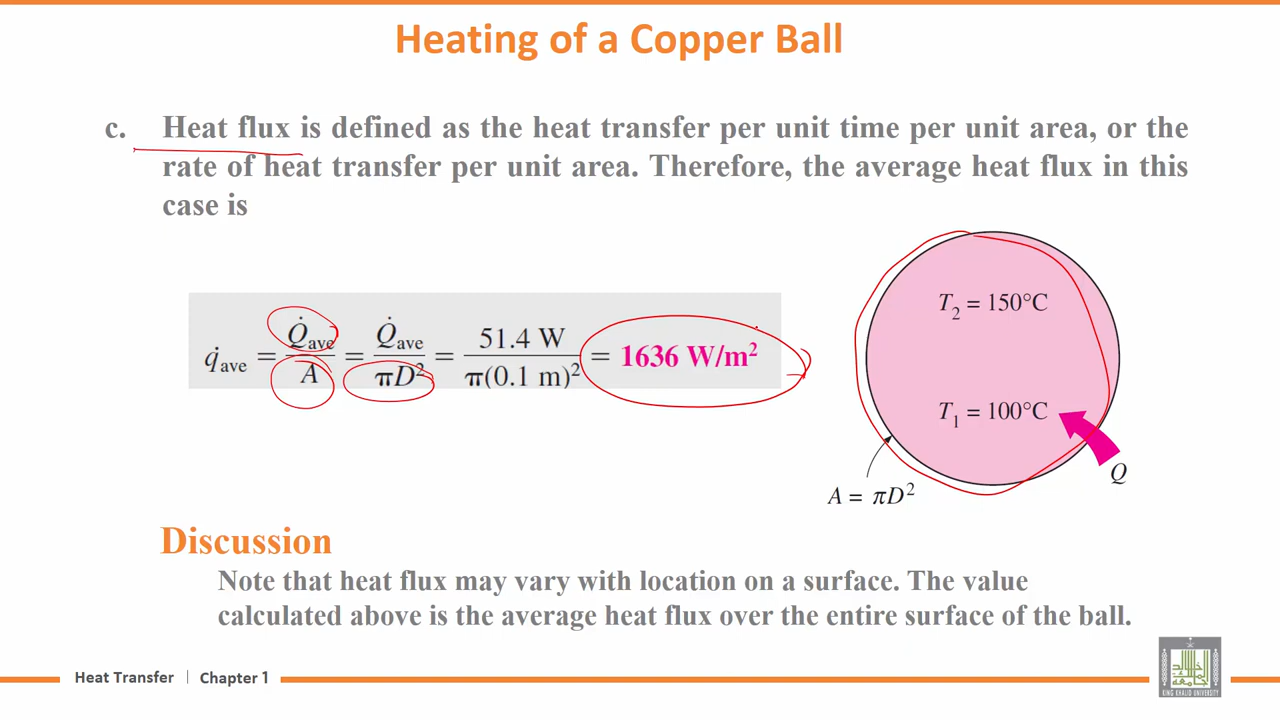 Heating of a Copper Ball
c. Heat flux is defined as the heat transfer per unit time per unit area, or the
rate of heat transfer per unit area. Therefore, the average heat flux in this
case is
q̇ave = Q̇ave / A = Q̇ave / πD² = 51.4 W / π(0.1 m)² = 1636 W/m²
T₂ = 150°C
T₁ = 100°C
Q
A = πD²
Discussion
Note that heat flux may vary with location on a surface. The value
calculated above is the average heat flux over the entire surface of the ball.
Heat Transfer | Chapter 1
KING KHALID UNIVERSITY